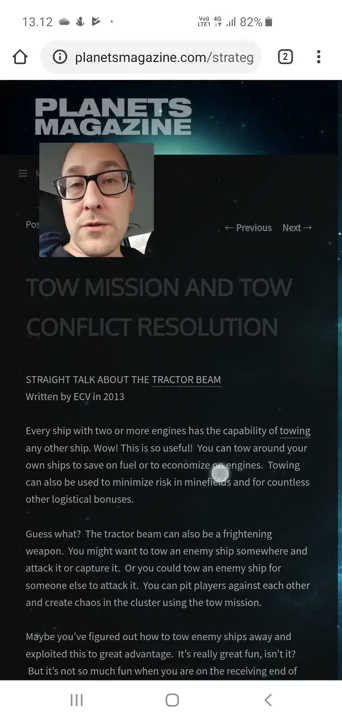 13.12
Vo)) 4G
LTE1
82%
planetsmagazine.com/strateg
2
PLANETS
MAGAZINE
M
Pos
← Previous Next →
TOW MISSION AND TOW
CONFLICT RESOLUTION
STRAIGHT TALK ABOUT THE TRACTOR BEAM
Written by ECV in 2013
Every ship with two or more engines has the capability of towing
any other ship. Wow! This is so useful!  You can tow around your
own ships to save on fuel or to economize on engines.  Towing
can also be used to minimize risk in minefields and for countless
other logistical bonuses.
Guess what?  The tractor beam can also be a frightening
weapon.  You might want to tow an enemy ship somewhere and
attack it or capture it.  Or you could tow an enemy ship for
someone else to attack it.  You can pit players against each other
and create chaos in the cluster using the tow mission.
Maybe you've figured out how to tow enemy ships away and
exploited this to great advantage.  It's really great fun, isn't it?
But it's not so much fun when you are on the receiving end of